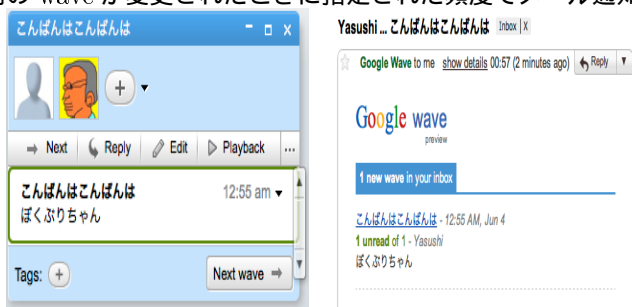 の wave が変更されたときに指定された頻度でメール通知
こんばんはこんばんは
Next Reply Edit Playback ...
こんばんはこんばんは 12:55 am
ぼくぶりちゃん
Tags: + Next wave
Yasushi ... こんばんはこんばんは Inbox X
Google Wave to me show details 00:57 (2 minutes ago) Reply
Google wave
preview
1 new wave in your inbox
こんばんはこんばんは - 12:55 AM, Jun 4
1 unread of 1 - Yasushi
ぼくぶりちゃん